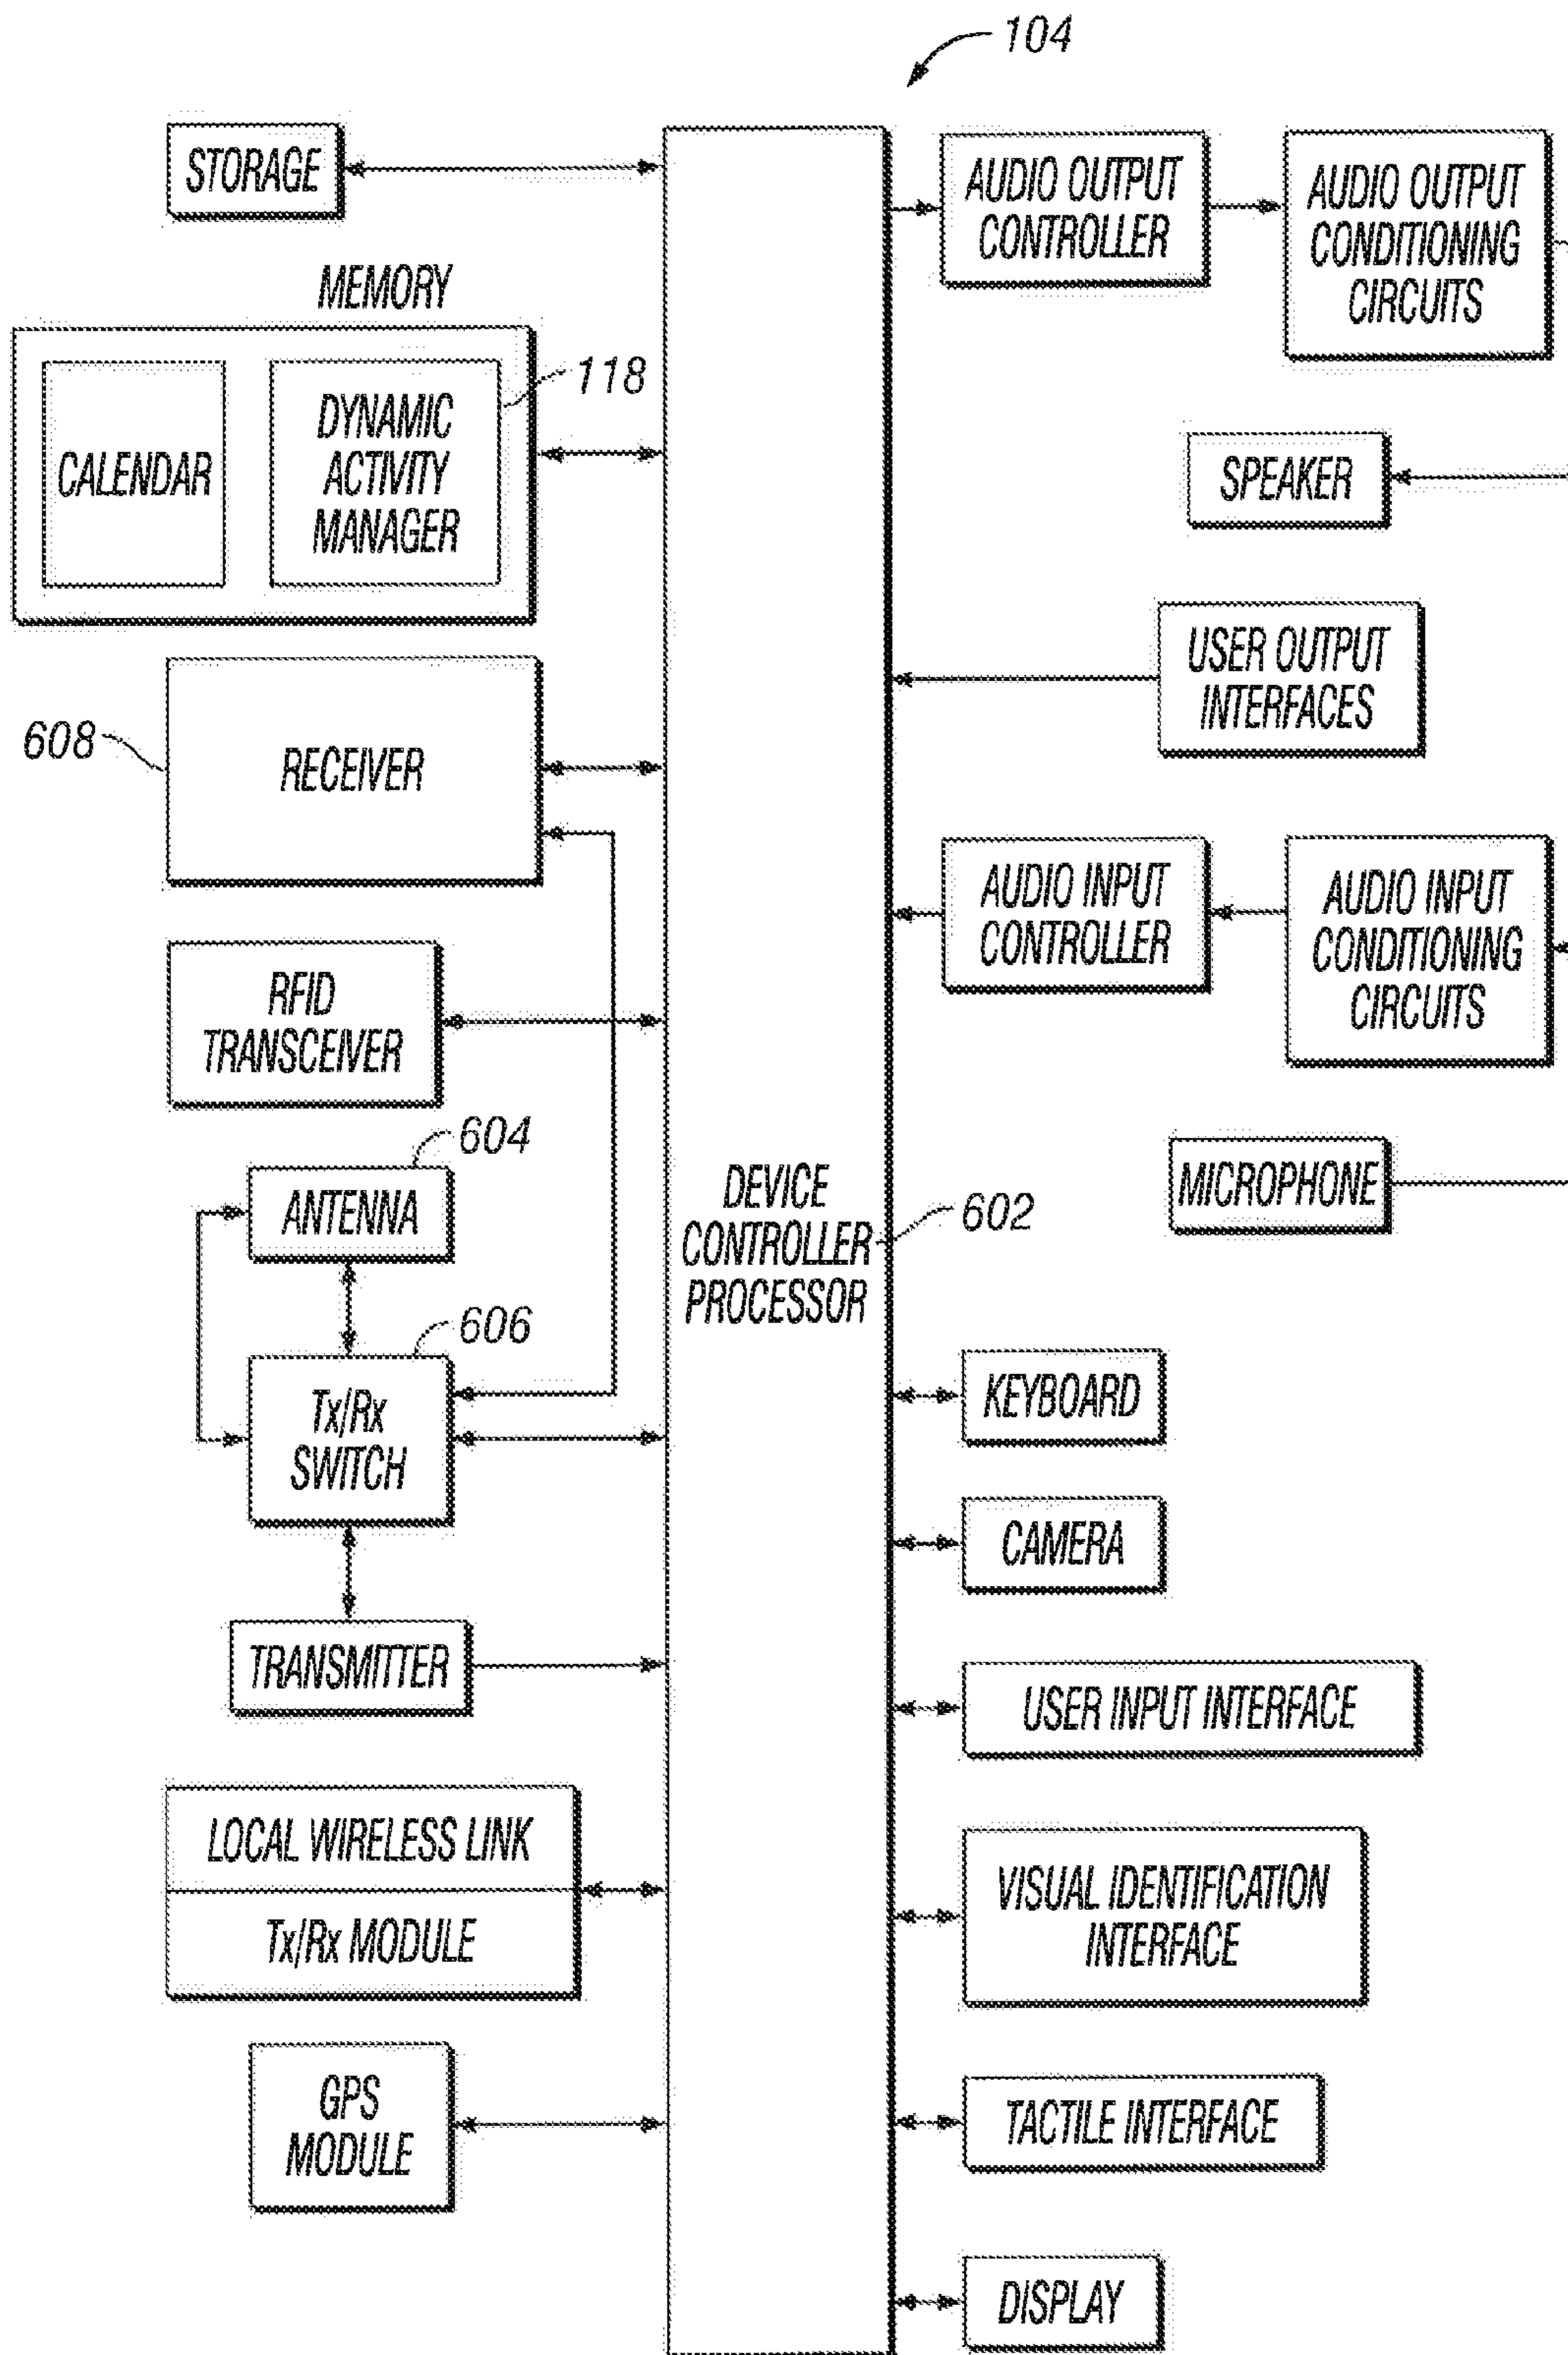 104
STORAGE
MEMORY
118
CALENDAR
DYNAMIC
ACTIVITY
MANAGER
608
RECEIVER
RFID
TRANSCEIVER
604
ANTENNA
606
Tx/Rx
SWITCH
TRANSMITTER
LOCAL WIRELESS LINK
Tx/Rx MODULE
GPS
MODULE
DEVICE
CONTROLLER
PROCESSOR
602
AUDIO OUTPUT
CONTROLLER
AUDIO OUTPUT
CONDITIONING
CIRCUITS
SPEAKER
USER OUTPUT
INTERFACES
AUDIO INPUT
CONTROLLER
AUDIO INPUT
CONDITIONING
CIRCUITS
MICROPHONE
KEYBOARD
CAMERA
USER INPUT INTERFACE
VISUAL IDENTIFICATION
INTERFACE
TACTILE INTERFACE
DISPLAY